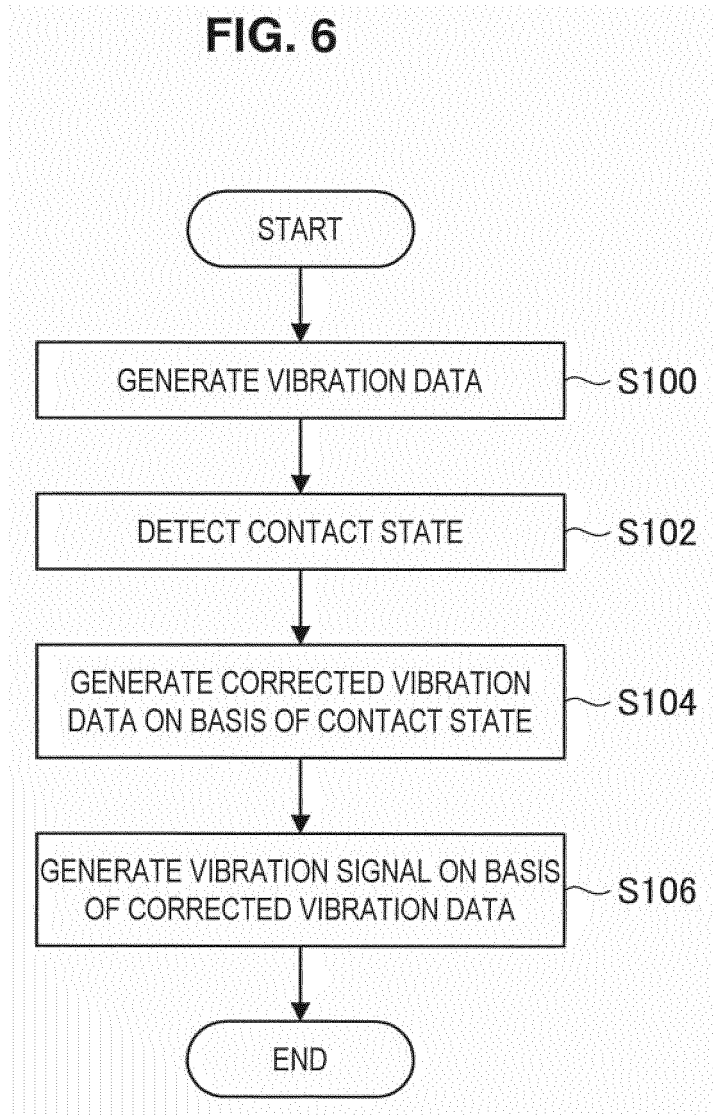 FIG. 6
START
GENERATE VIBRATION DATA
S100
DETECT CONTACT STATE
S102
GENERATE CORRECTED VIBRATION
DATA ON BASIS OF CONTACT STATE
S104
GENERATE VIBRATION SIGNAL ON BASIS
OF CORRECTED VIBRATION DATA
S106
END